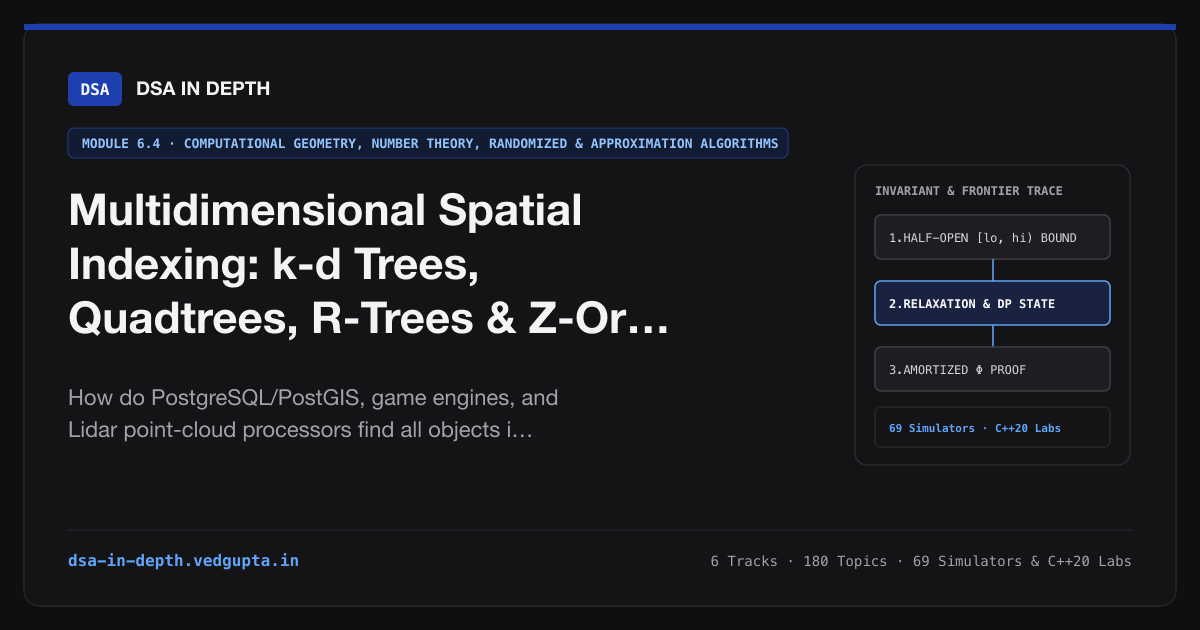 DSA DSA IN DEPTH
MODULE 6.4 · COMPUTATIONAL GEOMETRY, NUMBER THEORY, RANDOMIZED & APPROXIMATION ALGORITHMS
Multidimensional Spatial
Indexing: k-d Trees,
Quadtrees, R-Trees & Z-Or...
How do PostgreSQL/PostGIS, game engines, and
Lidar point-cloud processors find all objects i...
INVARIANT & FRONTIER TRACE
1.HALF-OPEN [lo, hi) BOUND
2.RELAXATION & DP STATE
3.AMORTIZED Φ PROOF
69 Simulators · C++20 Labs
dsa-in-depth.vedgupta.in
6 Tracks · 180 Topics · 69 Simulators & C++20 Labs